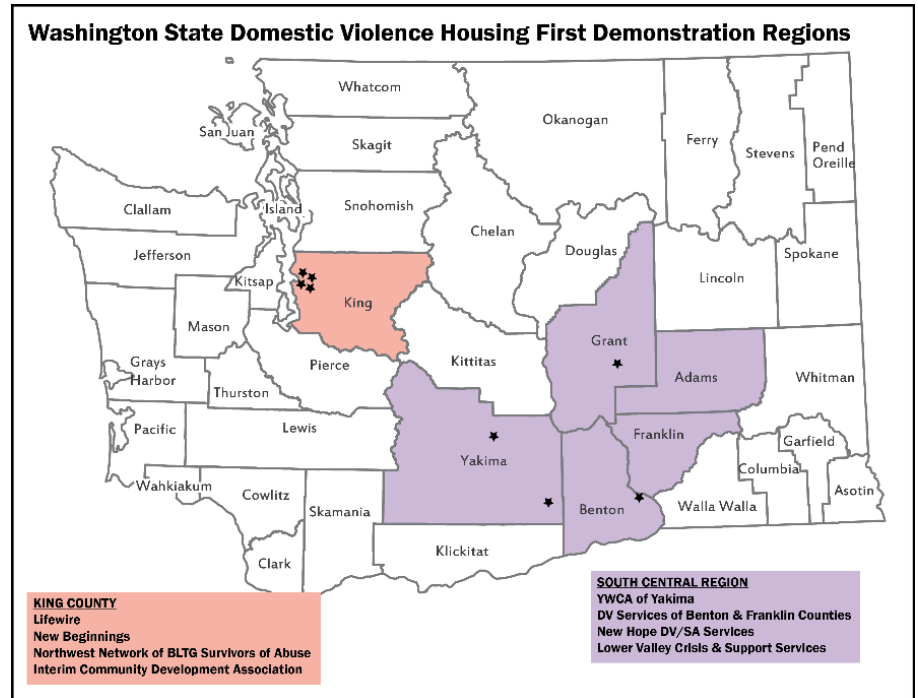 Washington State Domestic Violence Housing First Demonstration Regions
Whatcom
Okanogan
San Juan
Skagit
Ferry
Stevens
Pend
Oreille
Island
Snohomish
Clallam
Chelan
Douglas
Jefferson
Kitsap
Lincoln
Spokane
King
Mason
Grant
Grays
Harbor
Pierce
Kittitas
Adams
Whitman
Thurston
Pacific
Lewis
Franklin
Garfield
Yakima
Columbia
Wahkiakum
Cowlitz
Skamania
Benton
Walla Walla
Asotin
Klickitat
Clark
KING COUNTY
Lifewire
New Beginnings
Northwest Network of BLTG Survivors of Abuse
Interim Community Development Association
SOUTH CENTRAL REGION
YWCA of Yakima
DV Services of Benton & Franklin Counties
New Hope DV/SA Services
Lower Valley Crisis & Support Services